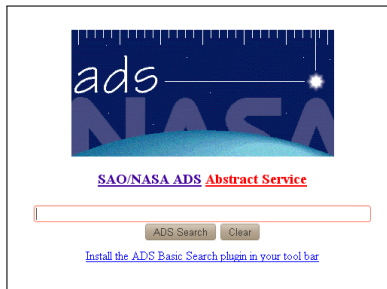 ads
NASA
SAO/NASA ADS Abstract Service
ADS Search Clear
Install the ADS Basic Search plugin in your tool bar